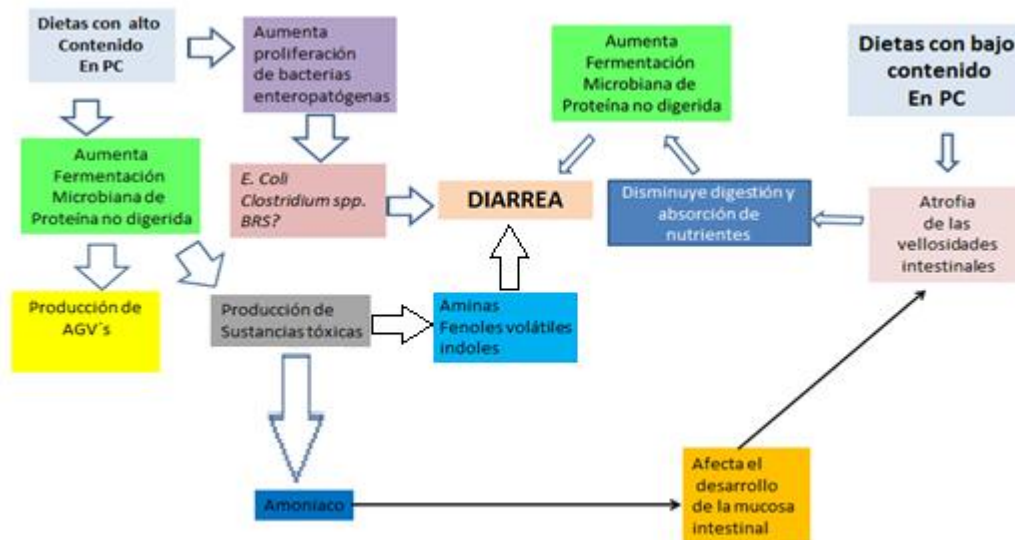 Dietas con alto
Contenido
En PC
Aumenta
proliferación
de bacterias
enteropatógenas
Aumenta
Fermentación
Microbiana de
Proteína no digerida
Dietas con bajo
contenido
En PC
Aumenta
Fermentación
Microbiana de
Proteína no digerida
E. Coli
Clostridium spp.
BRS?
DIARREA
Disminuye digestión y
absorción de
nutrientes
Atrofia
de las
vellosidades
intestinales
Producción de
AGV´s
Producción de
Sustancias tóxicas
Aminas
Fenoles volátiles
indoles
Amoníaco
Afecta el
desarrollo
de la mucosa
intestinal